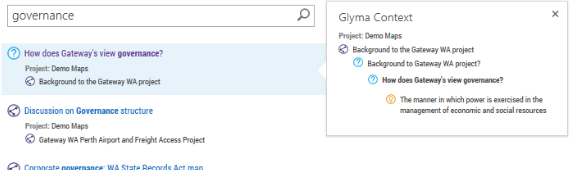 governance
How does Gateway's view governance?
Project: Demo Maps
Background to the Gateway WA project
Discussion on Governance structure
Project: Demo Maps
Gateway WA Perth Airport and Freight Access Project
Corporate governance: WA State Records Act map
Glyma Context
Project: Demo Maps
Background to the Gateway WA project
Background to Gateway WA project?
How does Gateway's view governance?
The manner in which power is exercised in the
management of economic and social resources